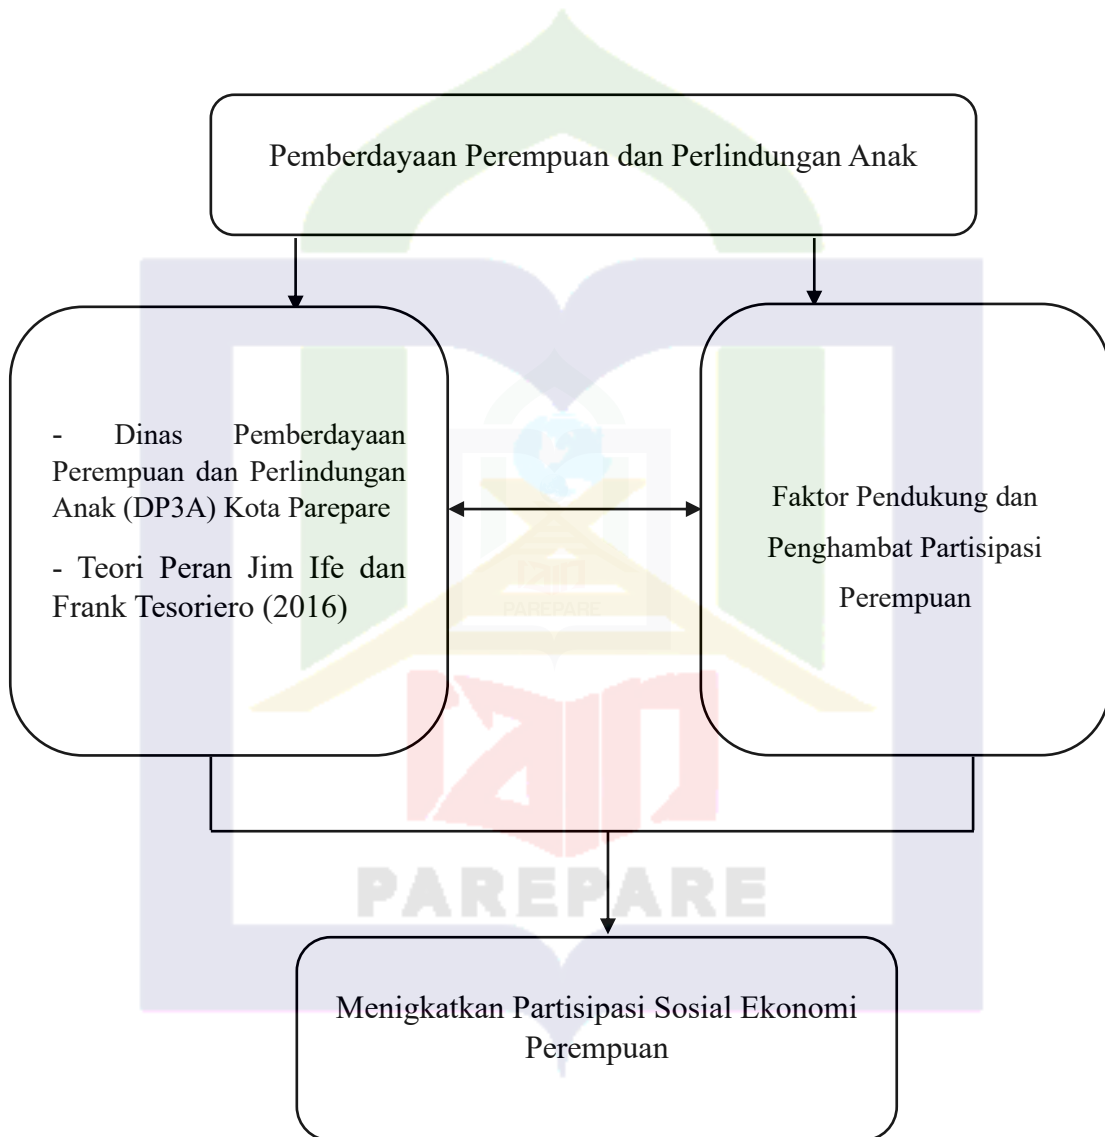 Pemberdayaan Perempuan dan Perlindungan Anak
- Dinas Pemberdayaan
Perempuan dan Perlindungan
Anak (DP3A) Kota Parepare
- Teori Peran Jim Ife dan
Frank Tesoriero (2016)
Faktor Pendukung dan
Penghambat Partisipasi
Perempuan
PAREPARE
PAREPARE
Menigkatkan Partisipasi Sosial Ekonomi
Perempuan